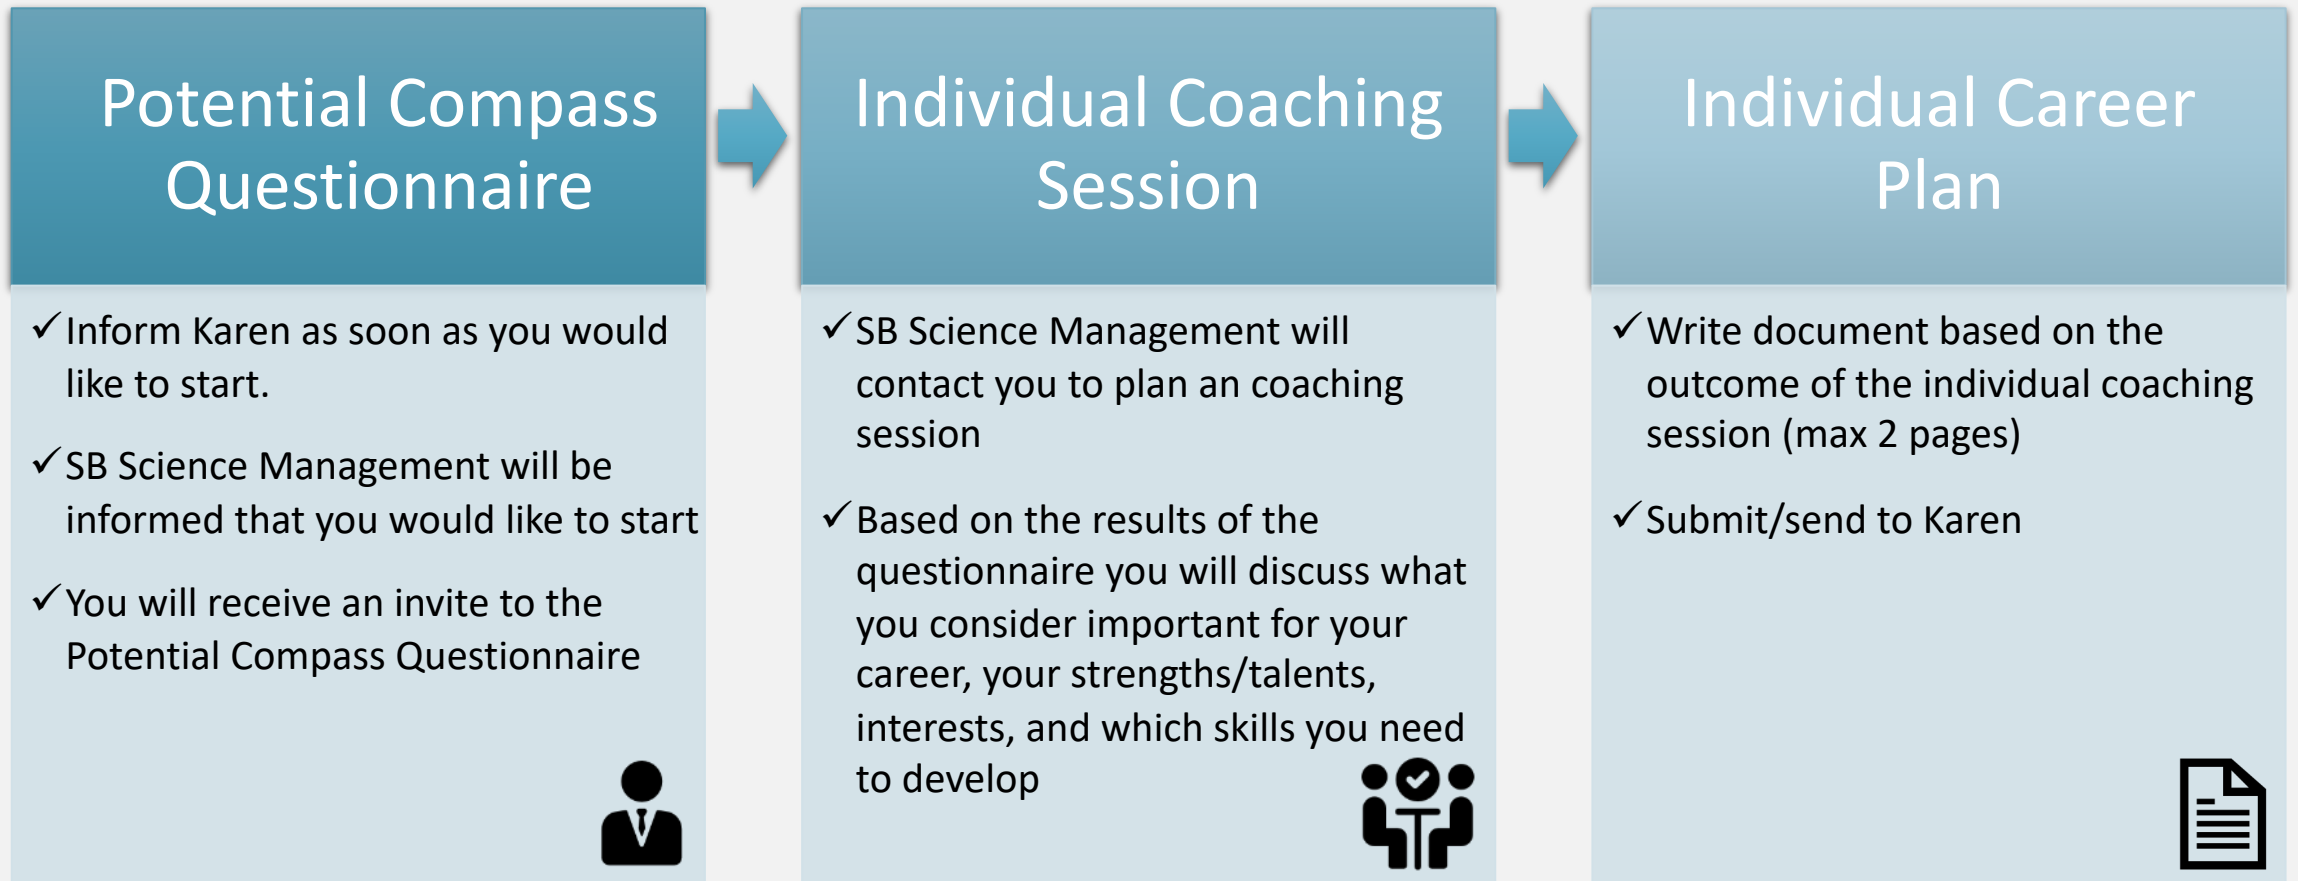 Potential Compass
Questionnaire
✓Inform Karen as soon as you would
like to start.
✓SB Science Management will be
informed that you would like to start
✓You will receive an invite to the
Potential Compass Questionnaire
Individual Coaching
Session
✓SB Science Management will
contact you to plan an coaching
session
✓Based on the results of the
questionnaire you will discuss what
you consider important for your
career, your strengths/talents,
interests, and which skills you need
to develop
Individual Career
Plan
✓Write document based on the
outcome of the individual coaching
session (max 2 pages)
✓Submit/send to Karen